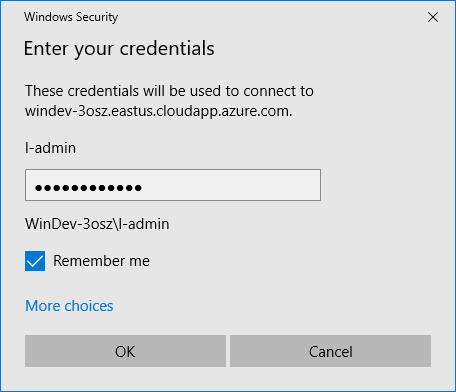 Windows Security
Enter your credentials
These credentials will be used to connect to
windev-3osz.eastus.cloudapp.azure.com.
l-admin
●●●●●●●●●●●●
WinDev-3osz\l-admin
Remember me
More choices
OK
Cancel